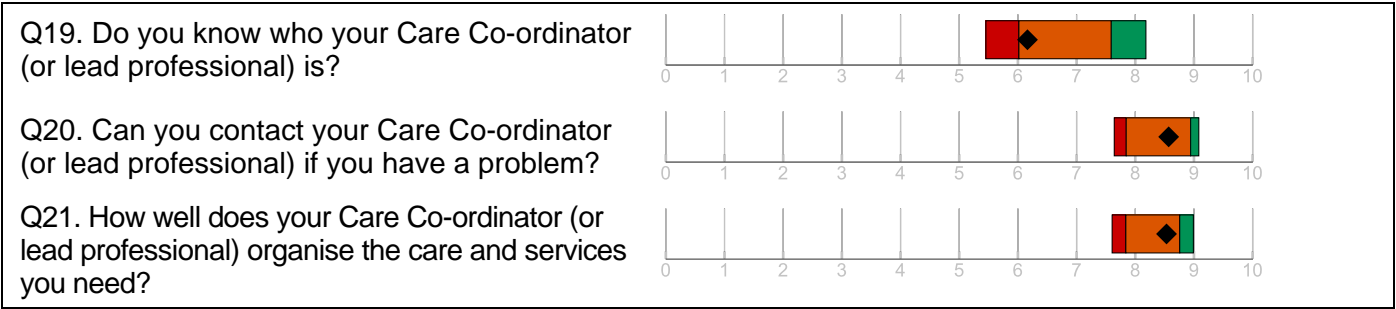 Q19. Do you know who your Care Co-ordinator
(or lead professional) is?
0 1 2 3 4 5 6 7 8 9 10
Q20. Can you contact your Care Co-ordinator
(or lead professional) if you have a problem?
0 1 2 3 4 5 6 7 8 9 10
Q21. How well does your Care Co-ordinator (or
lead professional) organise the care and services
you need?
0 1 2 3 4 5 6 7 8 9 10